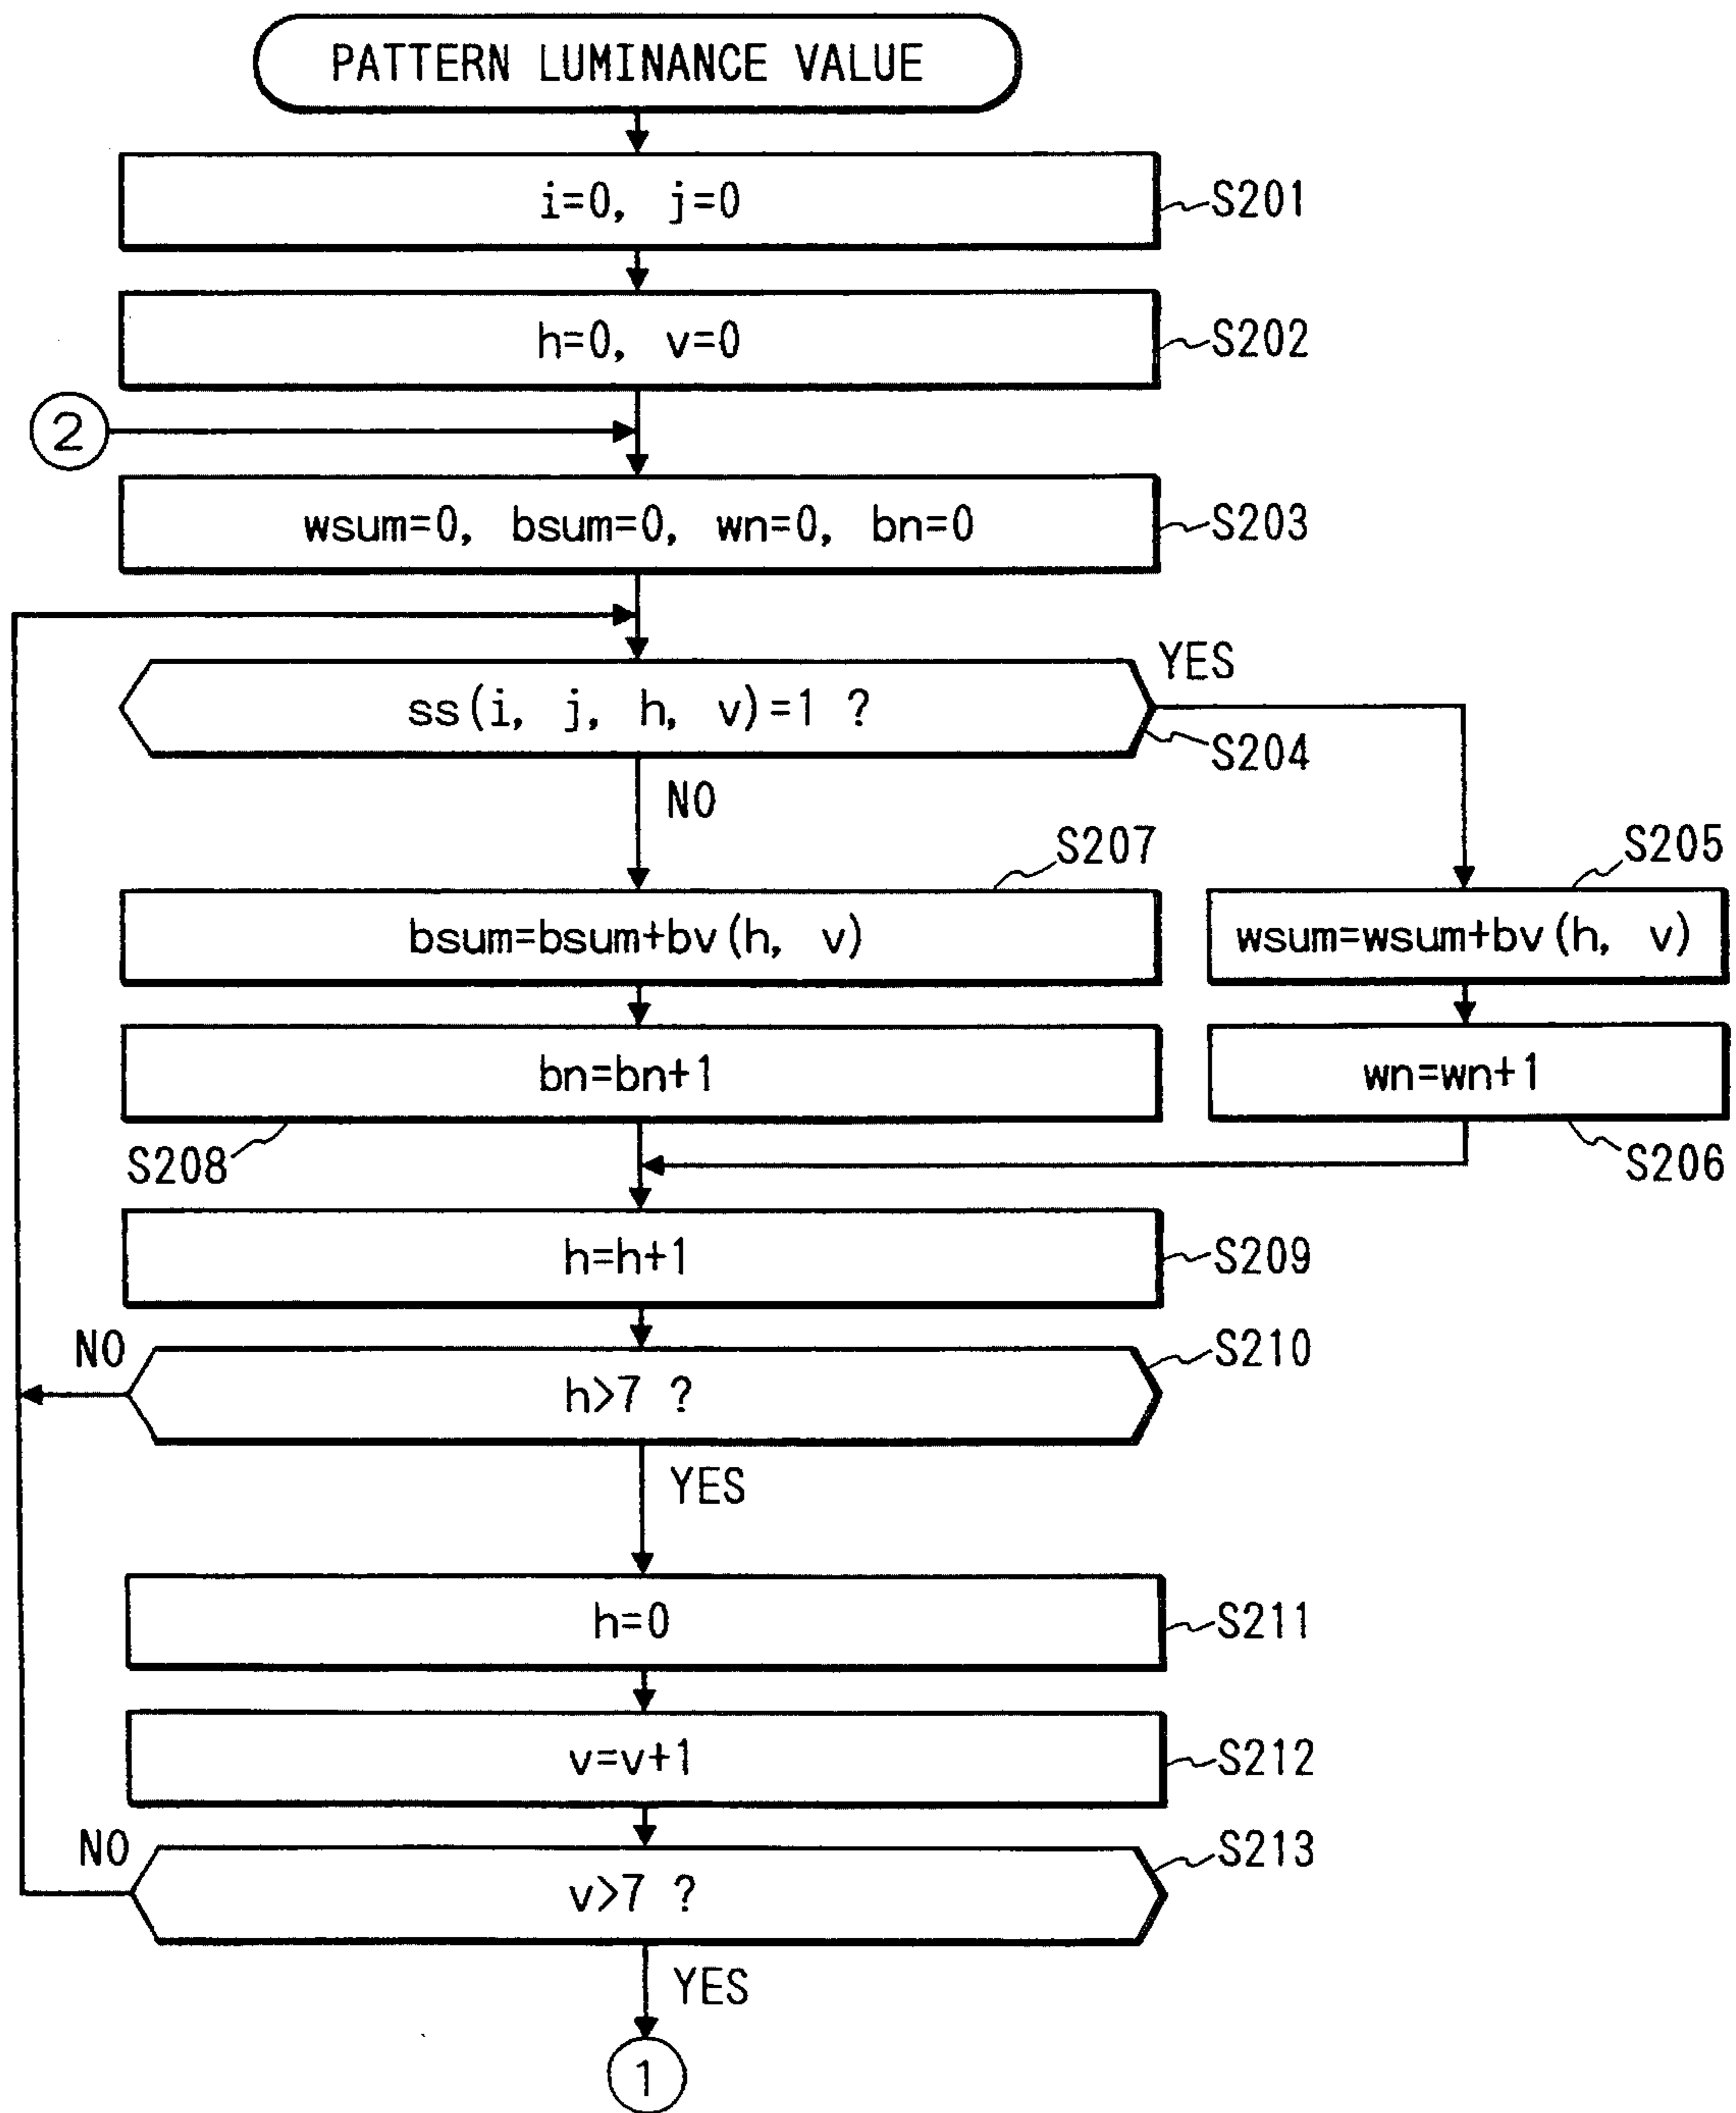 PATTERN LUMINANCE VALUE
i=0, j=0
S201
h=0, v=0
S202
2
wsum=0, bsum=0, wn=0, bn=0
S203
YES
ss(i, j, h, v)=1 ?
S204
NO
S207
S205
bsum=bsum+bv(h, v)
wsum=wsum+bv(h, v)
bn=bn+1
wn=wn+1
S208
S206
h=h+1
S209
NO
S210
h>7 ?
YES
h=0
S211
v=v+1
S212
NO
S213
v>7 ?
YES
1